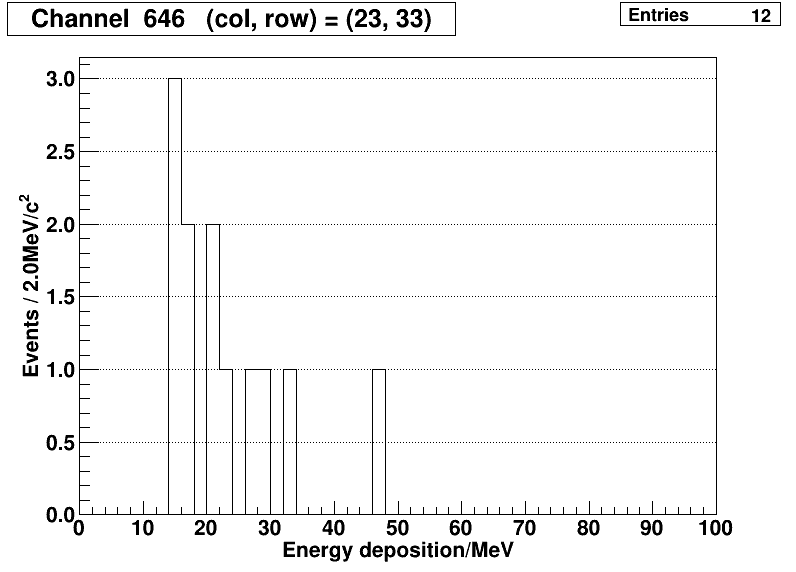 Channel 646 (col, row) = (23, 33)
Entries 12
Events / 2.0MeV/c²
3.0
2.5
2.0
1.5
1.0
0.5
0.0
0 10 20 30 40 50 60 70 80 90 100
Energy deposition/MeV